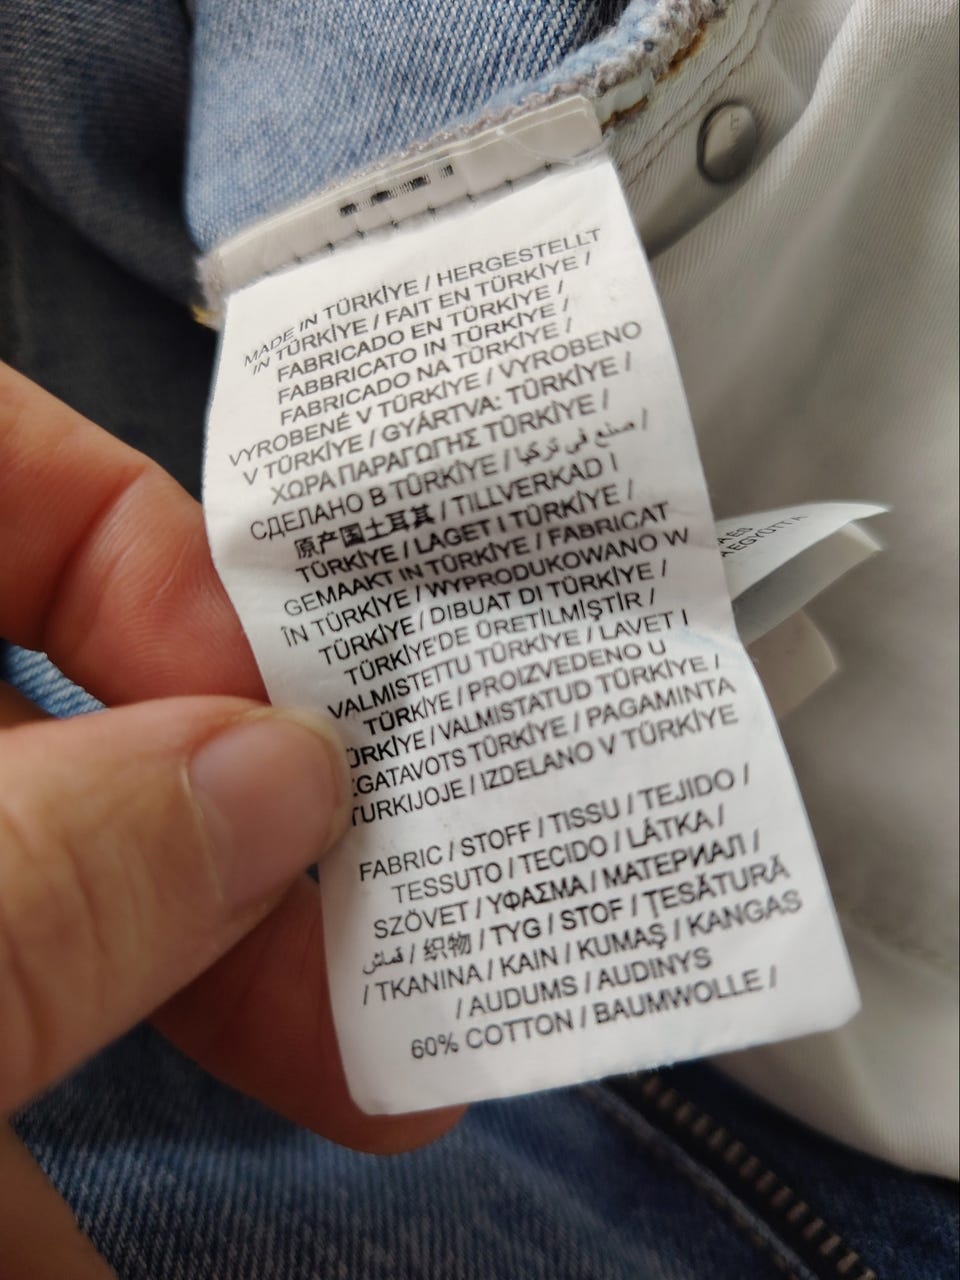 MADE IN TÜRKİYE / HERGESTELLT
IN TÜRKİYE / FAIT EN TÜRKİYE /
FABRICADO EN TÜRKİYE /
FABBRICATO IN TÜRKİYE /
FABRICADO NA TÜRKİYE /
VYROBENÉ V TÜRKİYE / VYROBENO
V TÜRKİYE / GYÁRTVA: TÜRKİYE /
ΧΩΡΑ ΠΑΡΑΓΩΓΗΣ TÜRKİYE /
СДЕЛАНО В TÜRKİYE / صنع في تركيا /
原产国土耳其 / TILLVERKAD I
TÜRKİYE / LAGET I TÜRKİYE /
GEMAAKT IN TÜRKİYE / FABRICAT
ÎN TÜRKİYE / WYPRODUKOWANO W
TÜRKİYE / DIBUAT DI TÜRKİYE /
TÜRKİYE'DE ÜRETİLMİŞTİR /
VALMISTETTU TÜRKİYE / LAVET I
TÜRKİYE / PROIZVEDENO U
ÜRKİYE / VALMISTATUD TÜRKİYE /
GATAVOTS TÜRKİYE / PAGAMINTA
TURKIJOJE / IZDELANO V TÜRKİYE
FABRIC / STOFF / TISSU / TEJIDO /
TESSUTO / TECIDO / LÁTKA /
SZÖVET / ΥΦΑΣΜΑ / МАТЕРИАЛ /
قماش / 织物 / TYG / STOF / ȚESĂTURĂ
/ TKANINA / KAIN / KUMAŞ / KANGAS
/ AUDUMS / AUDINYS
60% COTTON / BAUMWOLLE /